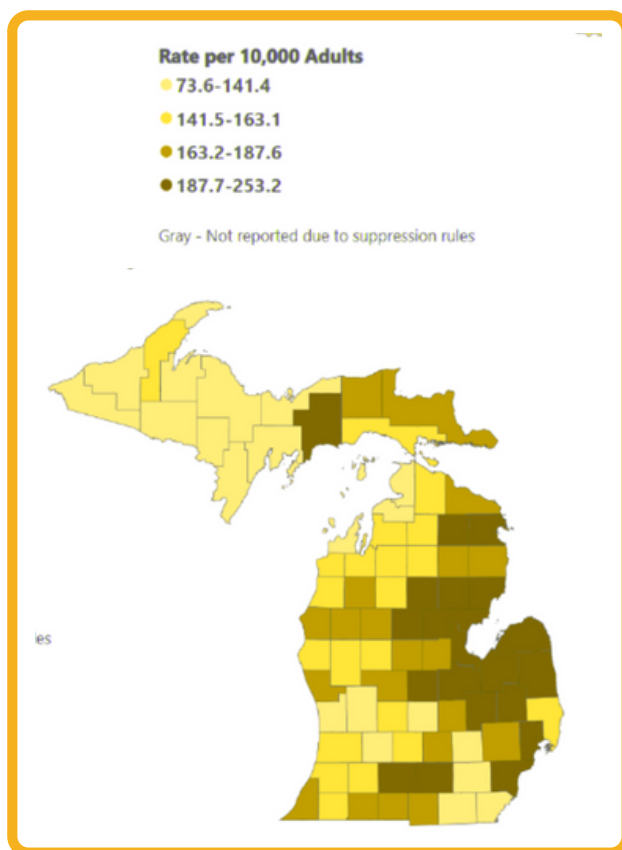 Rate per 10,000 Adults
73.6-141.4
141.5-163.1
163.2-187.6
187.7-253.2
Gray - Not reported due to suppression rules
les